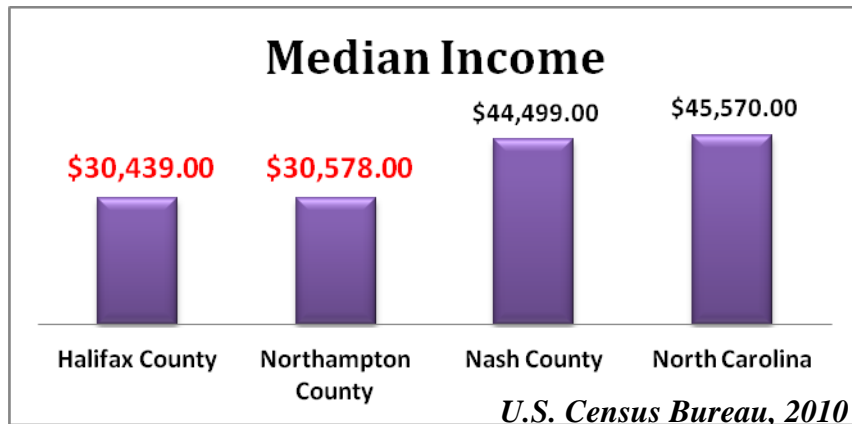 Median Income
$30,439.00
$30,578.00
$44,499.00
$45,570.00
Halifax County
Northampton
County
Nash County
North Carolina
U.S. Census Bureau, 2010